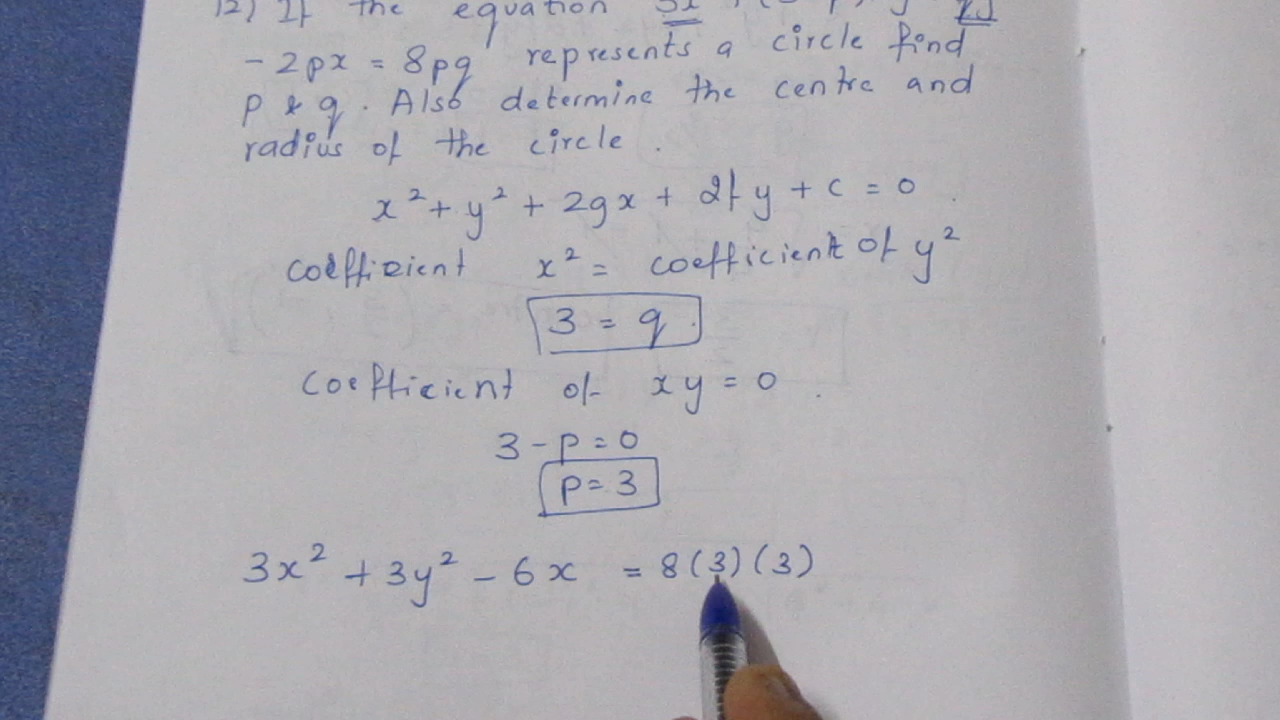 12) If the equation
- 2px = 8pq represents a circle find
p & q. Also determine the centre and
radius of the circle.
x² + y² + 2gx + 2fy + c = 0.
coefficient x² = coefficient of y²
3 = q.
coefficient of xy = 0.
3 - p = 0
p = 3
3x² + 3y² - 6x = 8(3)(3)